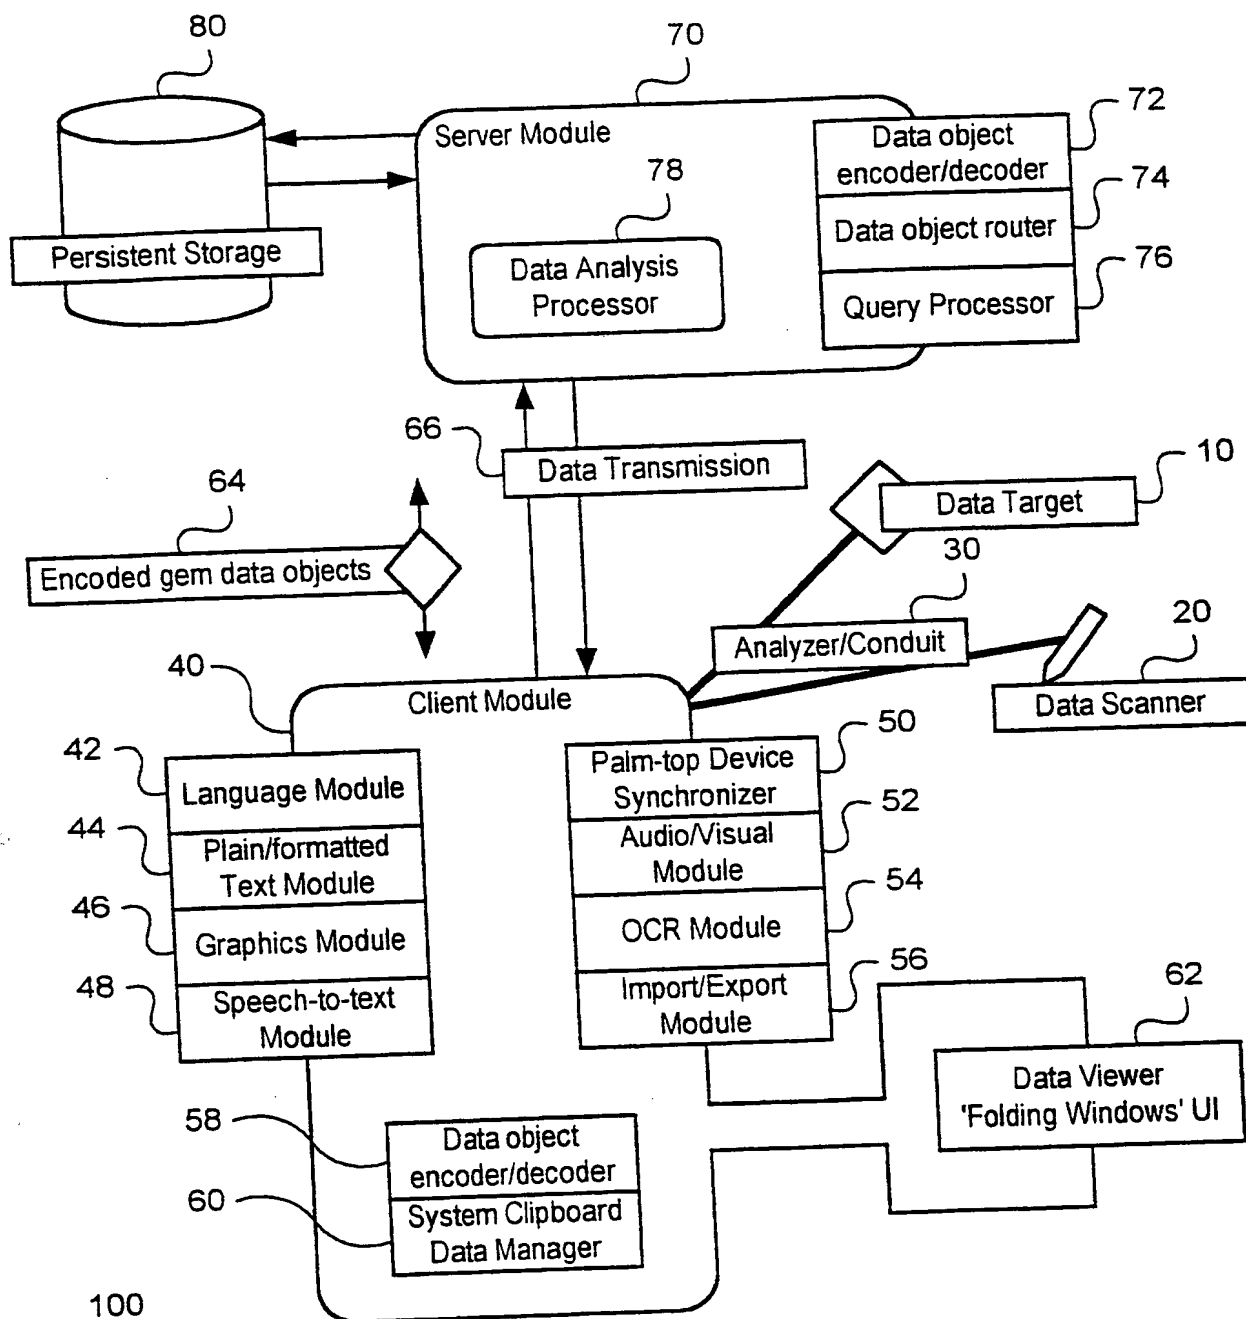 80
70
72
Server Module
Data object
encoder/decoder
78
74
Data object router
Persistent Storage
Data Analysis
Processor
76
Query Processor
66
Data Transmission
10
Data Target
64
Encoded gem data objects
30
Analyzer/Conduit
20
Data Scanner
40
Client Module
42
Language Module
50
Palm-top Device
Synchronizer
44
Plain/formatted
Text Module
52
Audio/Visual
Module
46
Graphics Module
54
OCR Module
48
Speech-to-text
Module
56
Import/Export
Module
62
Data Viewer
'Folding Windows' UI
58
Data object
encoder/decoder
60
System Clipboard
Data Manager
100